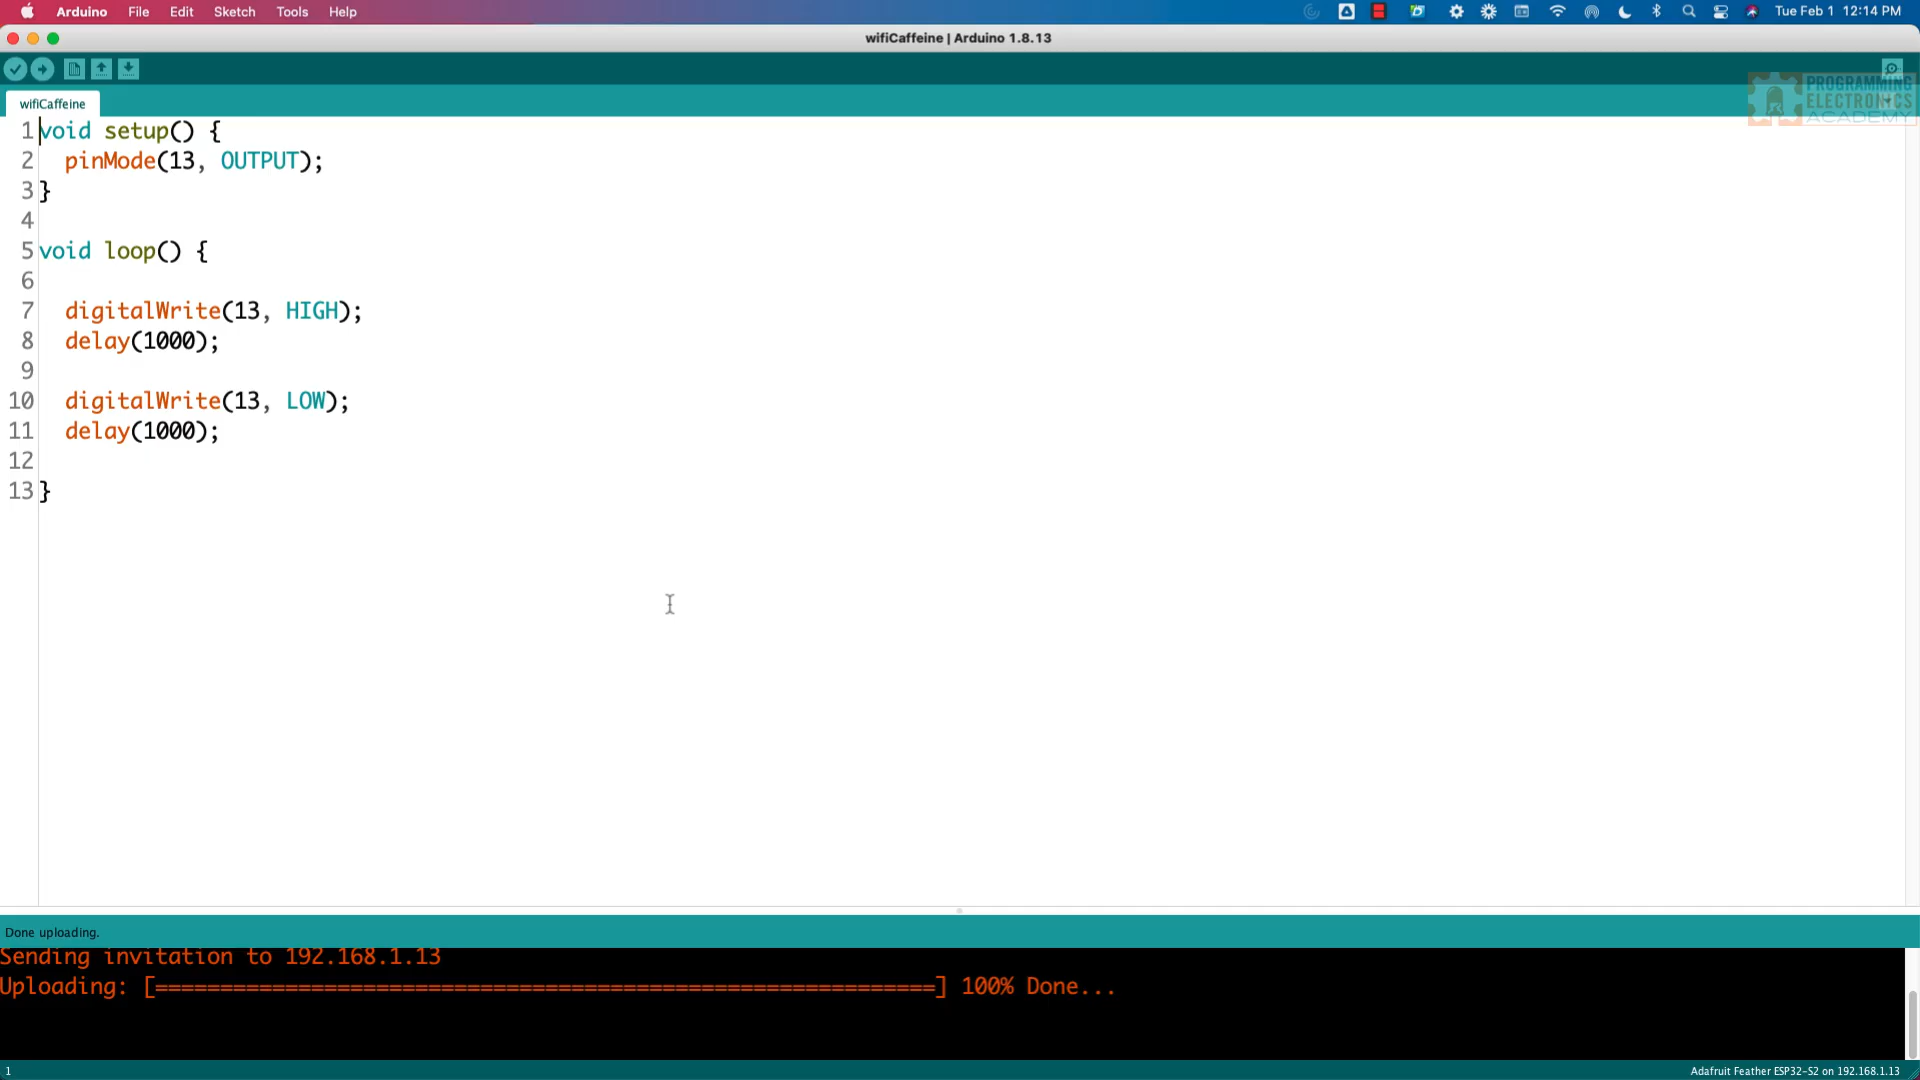 Arduino File Edit Sketch Tools Help Tue Feb 1 12:14 PM
wifiCaffeine | Arduino 1.8.13
PROGRAMMING
ELECTRONICS
ACADEMY
wifiCaffeine
1 void setup() {
2 pinMode(13, OUTPUT);
3 }
4
5 void loop() {
6
7 digitalWrite(13, HIGH);
8 delay(1000);
9
10 digitalWrite(13, LOW);
11 delay(1000);
12
13 }
Done uploading.
Sending invitation to 192.168.1.13
Uploading: [============================================================] 100% Done...
1 Adafruit Feather ESP32-S2 on 192.168.1.13